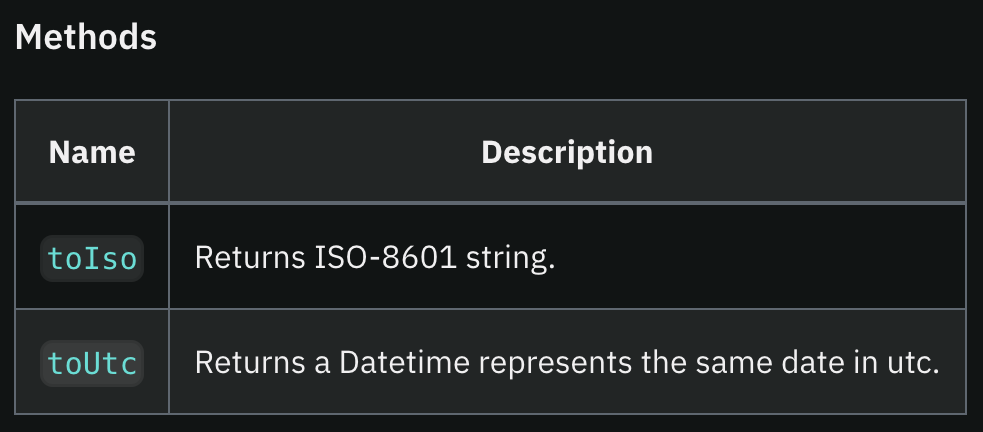 Methods
Name Description
toIso Returns ISO-8601 string.
toUtc Returns a Datetime represents the same date in utc.